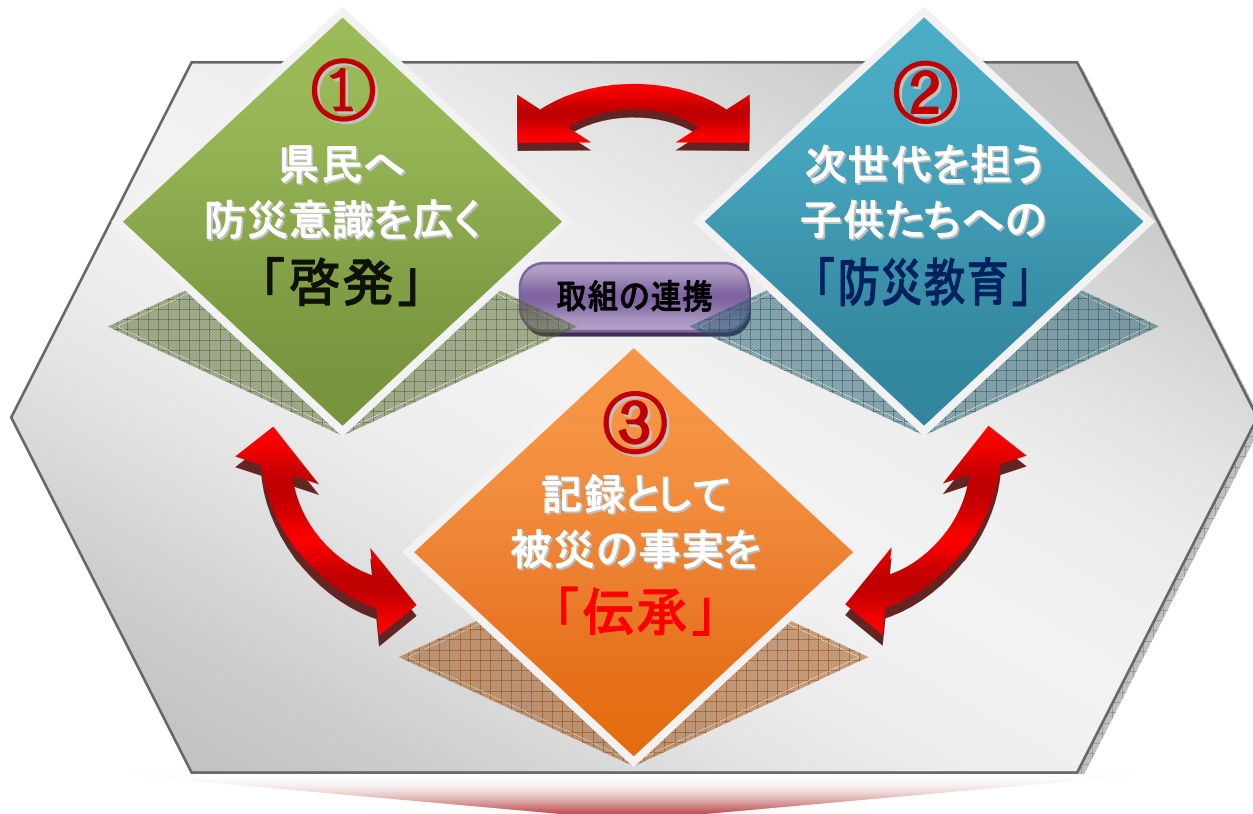 ①
県民へ
防災意識を広く
「啓発」
②
次世代を担う
子供たちへの
「防災教育」
取組の連携
③
記録として
被災の事実を
「伝承」